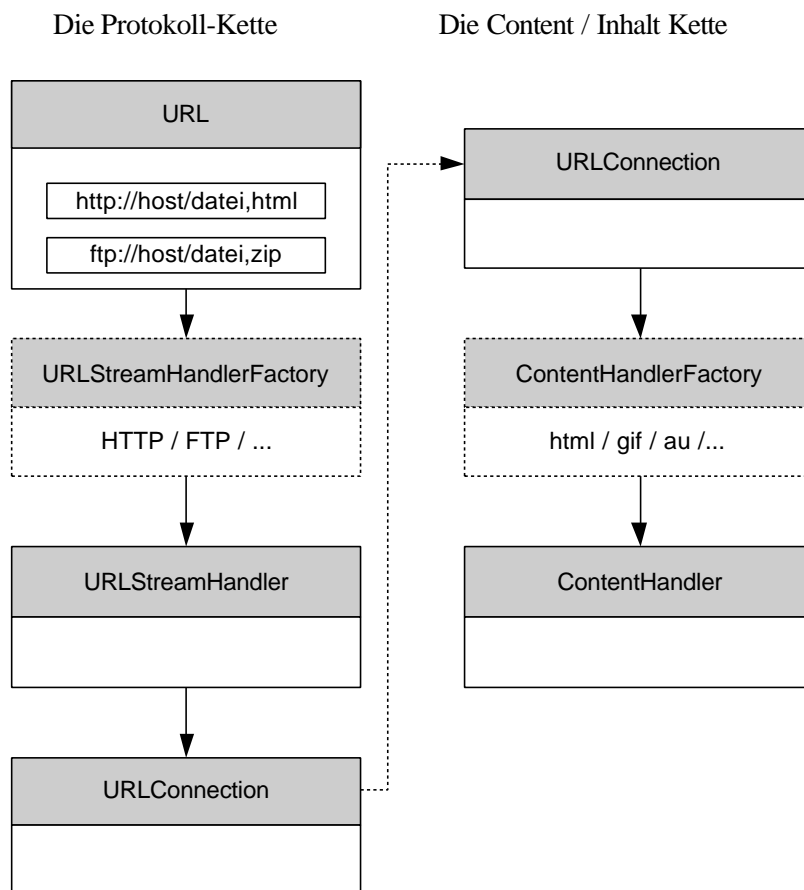 Die Protokoll-Kette
Die Content / Inhalt Kette
URL
http://host/datei,html
ftp://host/datei,zip
URLStreamHandlerFactory
HTTP / FTP / ...
URLStreamHandler
URLConnection
URLConnection
ContentHandlerFactory
html / gif / au /...
ContentHandler